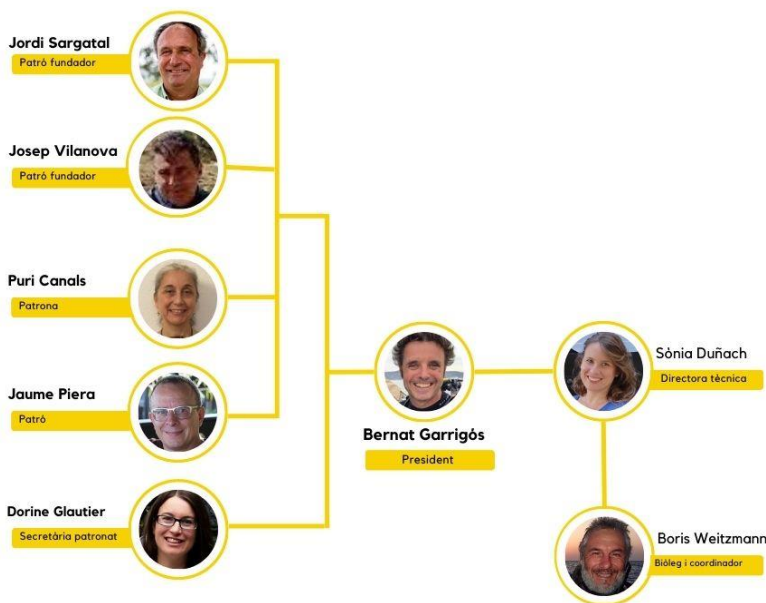 Jordi Sargatal
Patró fundador
Josep Vilanova
Patró fundador
Puri Canals
Patrona
Jaume Piera
Patró
Dorine Glautier
Secretària patronat
Bernat Garrigós
President
Sònia Duñach
Directora tècnica
Boris Weitzmann
Biòleg i coordinador